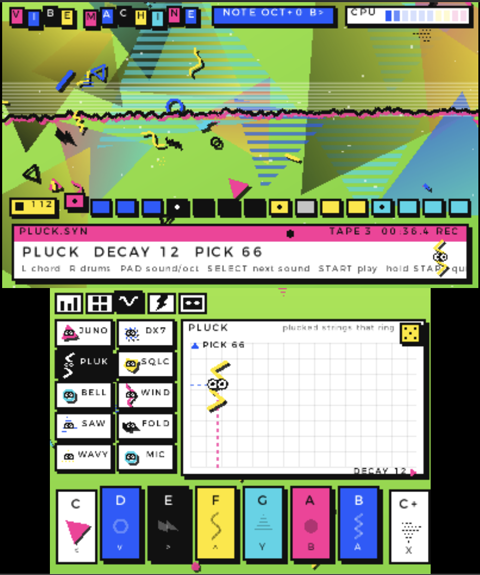 VIBE MACHINE
NOTE OCT+0 B>
CPU
112
PLUCK.SYN
TAPE 3 00:36.4 REC
PLUCK DECAY 12 PICK 66
L chord R drums PAD sound/oct SELECT next sound START play hold
JUNO
DX7
PLUK
SQLC
BELL
WIND
SAW
FOLD
WAVY
MIC
PLUCK
plucked strings that ring
PICK 66
DECAY 12
C D E F G A B C+
Y B A X